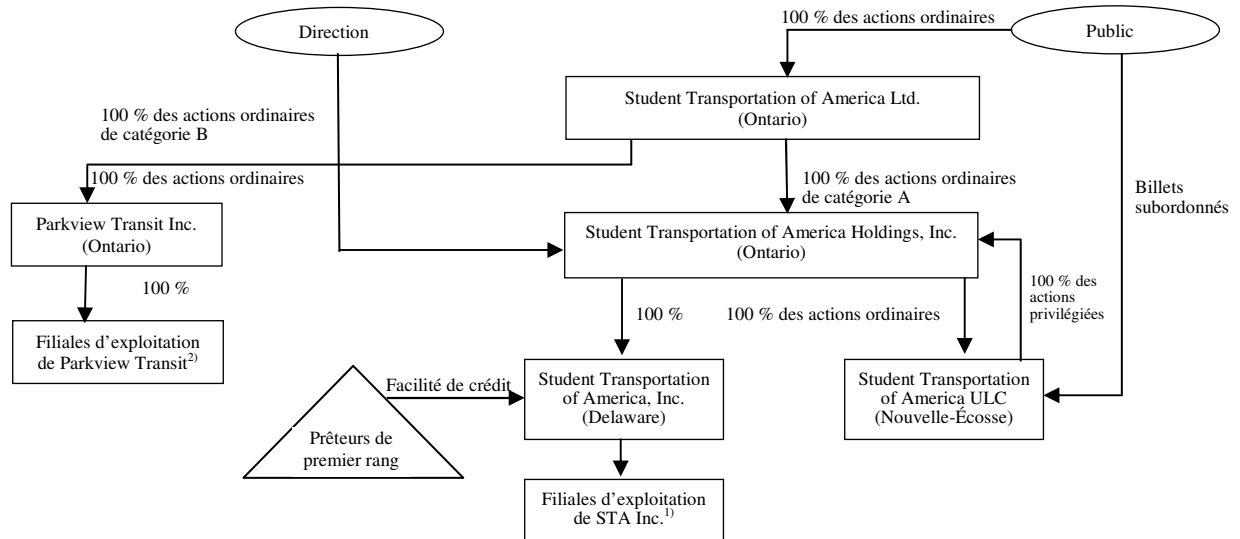 100 % des actions ordinaires
Direction
Public
Student Transportation of America Ltd.
(Ontario)
100 % des actions ordinaires
de catégorie B
100 % des actions ordinaires
100 % des actions ordinaires
de catégorie A
Billets
subordonnés
Parkview Transit Inc.
(Ontario)
Student Transportation of America Holdings, Inc.
(Ontario)
100 %
100 %
100 % des actions ordinaires
100 % des
actions
privilégiées
Filiales d’exploitation
de Parkview Transit2)
Facilité de crédit
Student Transportation
of America, Inc.
(Delaware)
Student Transportation
of America ULC
(Nouvelle-Écosse)
Prêteurs de
premier rang
Filiales d’exploitation
de STA Inc.1)